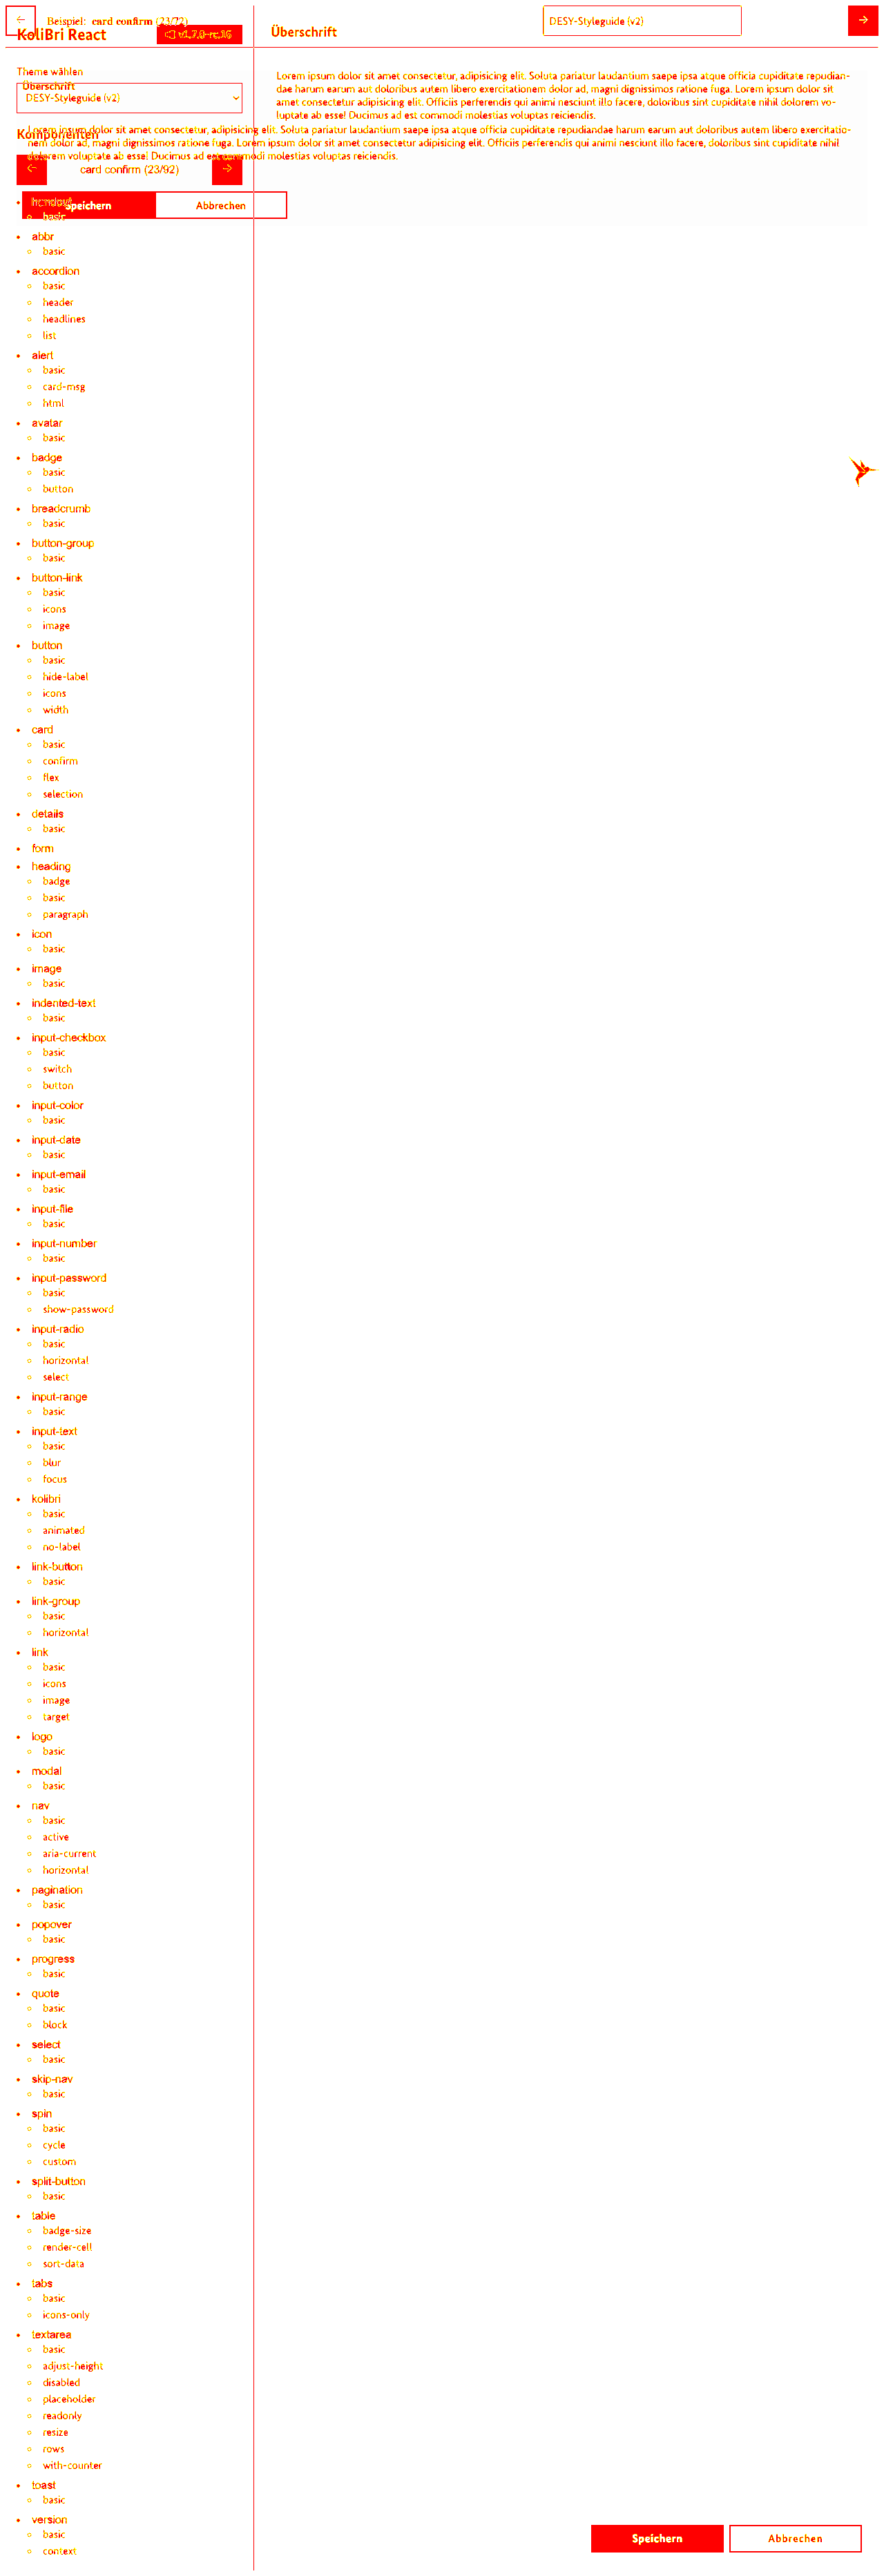 ← Beispiel: card confirm (23/72) DESY-Styleguide (v2) →
KoliBri React v1.7.0-rc.16 Überschrift
Theme wählen
Überschrift
DESY-Styleguide (v2)
Lorem ipsum dolor sit amet consectetur, adipisicing elit. Soluta pariatur laudantium saepe ipsa atque officia cupiditate repudian-
dae harum earum aut doloribus autem libero exercitationem dolor ad, magni dignissimos ratione fuga. Lorem ipsum dolor sit
amet consectetur adipisicing elit. Officiis perferendis qui animi nesciunt illo facere, doloribus sint cupiditate nihil dolorem vo-
luptate ab esse! Ducimus ad est commodi molestias voluptas reiciendis.
Lorem ipsum dolor sit amet consectetur, adipisicing elit. Soluta pariatur laudantium saepe ipsa atque officia cupiditate repudiandae harum earum aut doloribus autem libero exercitatio-
Komponenten
nem dolor ad, magni dignissimos ratione fuga. Lorem ipsum dolor sit amet consectetur adipisicing elit. Officiis perferendis qui animi nesciunt illo facere, doloribus sint cupiditate nihil
dolorem voluptate ab esse! Ducimus ad est commodi molestias voluptas reiciendis.
← card confirm (23/92) →
Speichern Abbrechen
basic
abbr
basic
accordion
basic
header
headlines
list
alert
basic
card-msg
html
avatar
basic
badge
basic
button
breadcrumb
basic
button-group
basic
button-link
basic
icons
image
button
basic
hide-label
icons
width
card
basic
confirm
flex
selection
details
basic
form
heading
badge
basic
paragraph
icon
basic
image
basic
indented-text
basic
input-checkbox
basic
switch
button
input-color
basic
input-date
basic
input-email
basic
input-file
basic
input-number
basic
input-password
basic
show-password
input-radio
basic
horizontal
select
input-range
basic
input-text
basic
blur
focus
kolibri
basic
animated
no-label
link-button
basic
link-group
basic
horizontal
link
basic
icons
image
target
logo
basic
modal
basic
nav
basic
active
aria-current
horizontal
pagination
basic
popover
basic
progress
basic
quote
basic
block
select
basic
skip-nav
basic
spin
basic
cycle
custom
split-button
basic
table
badge-size
render-cell
sort-data
tabs
basic
icons-only
textarea
basic
adjust-height
disabled
placeholder
readonly
resize
rows
with-counter
toast
basic
version
basic
context
Speichern Abbrechen